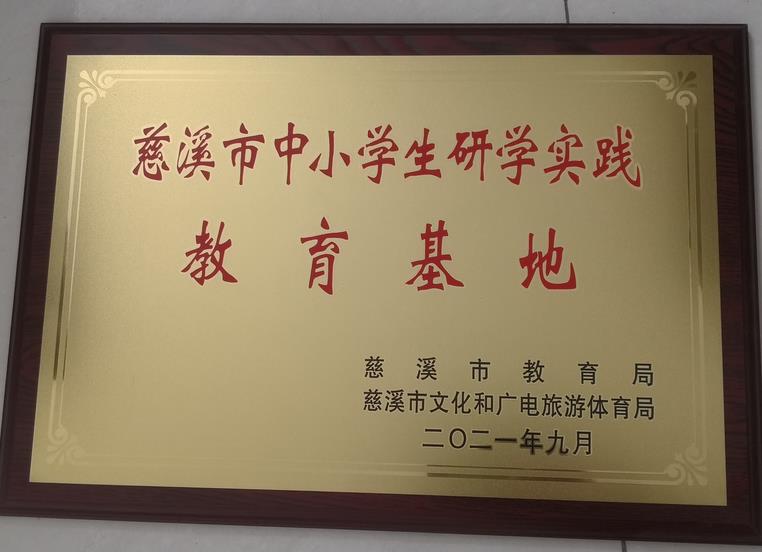 慈溪市中小学生研学实践
教育基地
慈溪市教育局
慈溪市文化和广电旅游体育局
二〇二一年九月